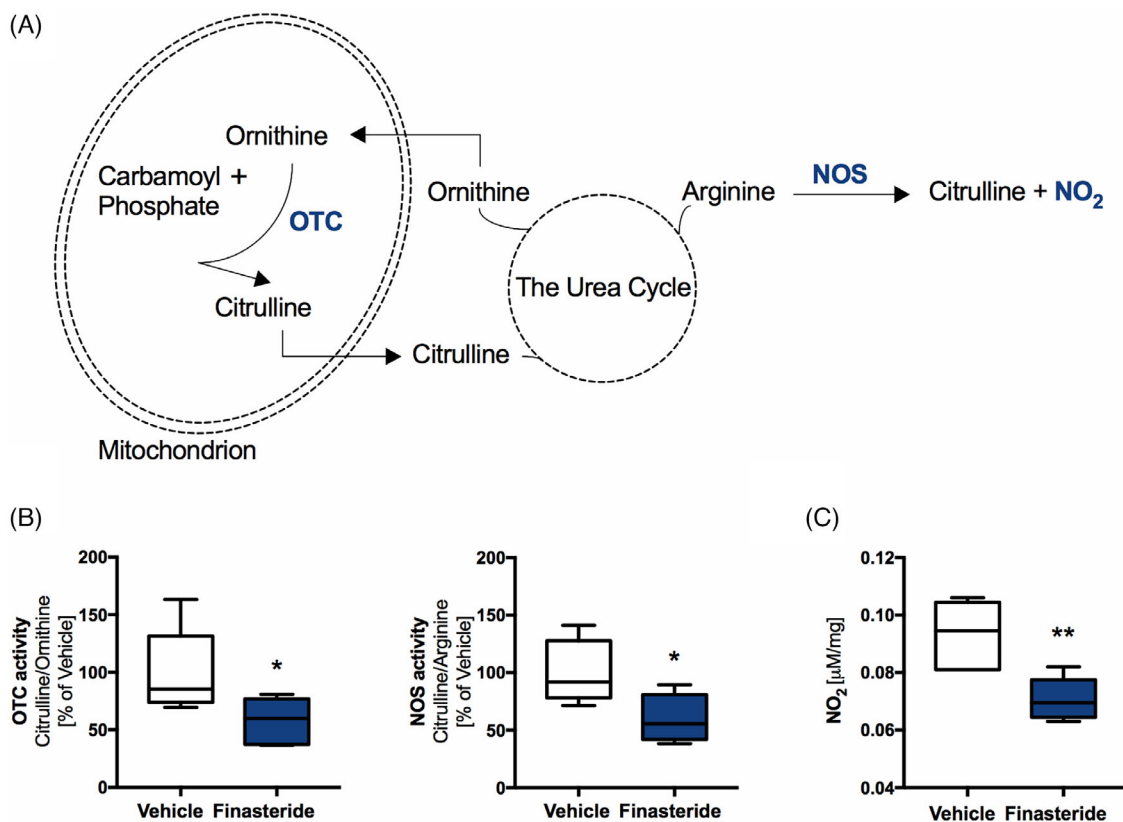 (A)
Ornithine
Carbamoyl +
Phosphate
OTC
Citrulline
Mitochondrion
Ornithine
Citrulline
The Urea Cycle
Arginine
NOS
Citrulline + NO₂
(B)
OTC activity
Citrulline/Ornithine
[% of Vehicle]
200
150
100
50
0
*
Vehicle Finasteride
NOS activity
Citrulline/Arginine
[% of Vehicle]
200
150
100
50
0
*
Vehicle Finasteride
(C)
NO₂ [µM/mg]
0.12
0.10
0.08
0.06
0.04
**
Vehicle Finasteride